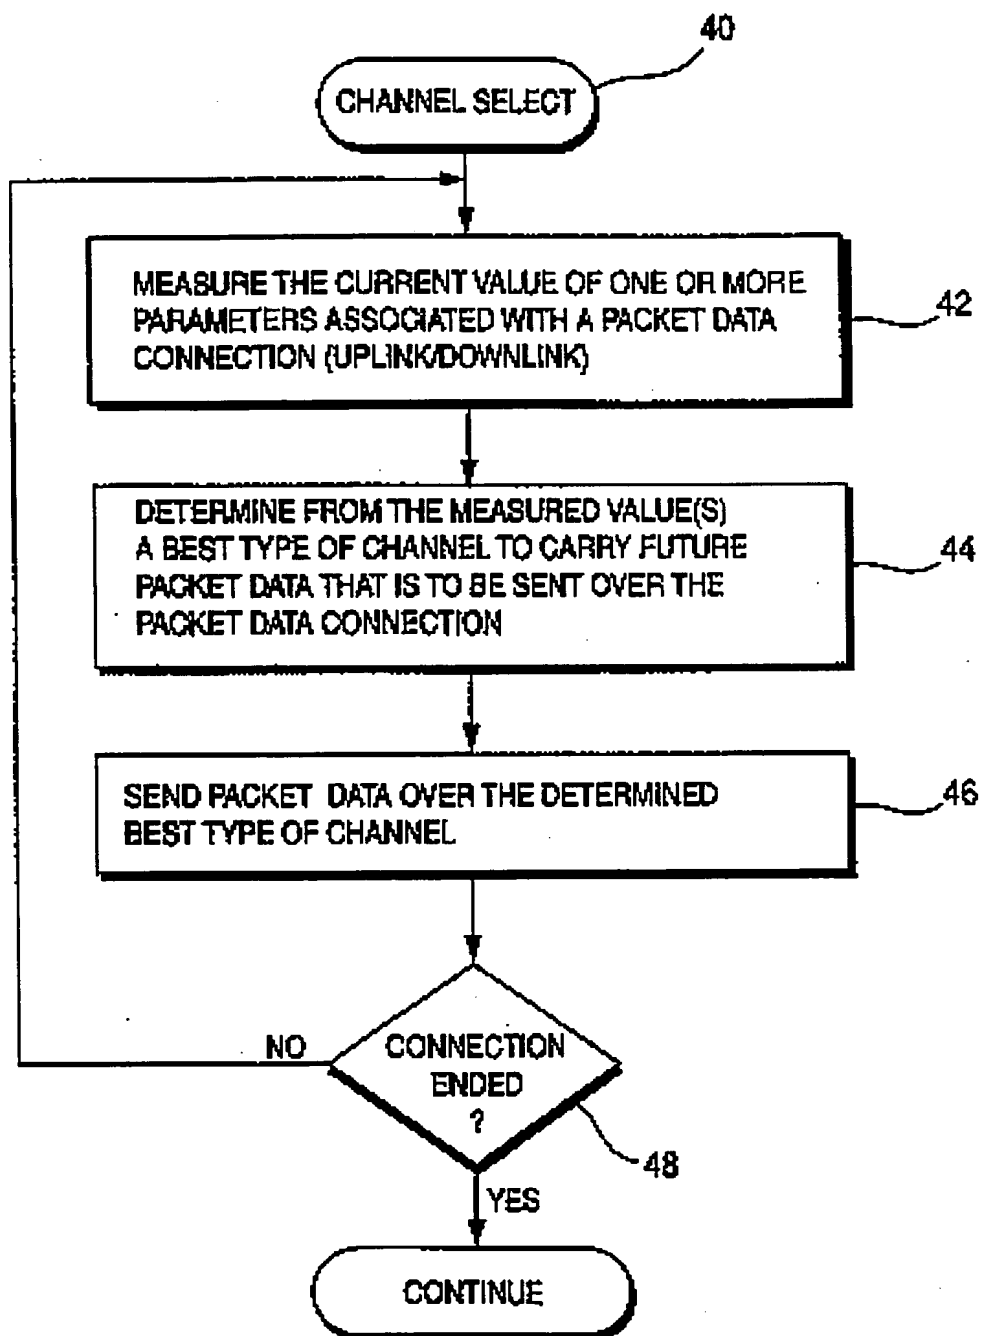 40
CHANNEL SELECT
MEASURE THE CURRENT VALUE OF ONE OR MORE
PARAMETERS ASSOCIATED WITH A PACKET DATA
CONNECTION (UPLINK/DOWNLINK)
42
DETERMINE FROM THE MEASURED VALUE(S)
A BEST TYPE OF CHANNEL TO CARRY FUTURE
PACKET DATA THAT IS TO BE SENT OVER THE
PACKET DATA CONNECTION
44
SEND PACKET DATA OVER THE DETERMINED
BEST TYPE OF CHANNEL
46
NO
CONNECTION
ENDED
?
48
YES
CONTINUE